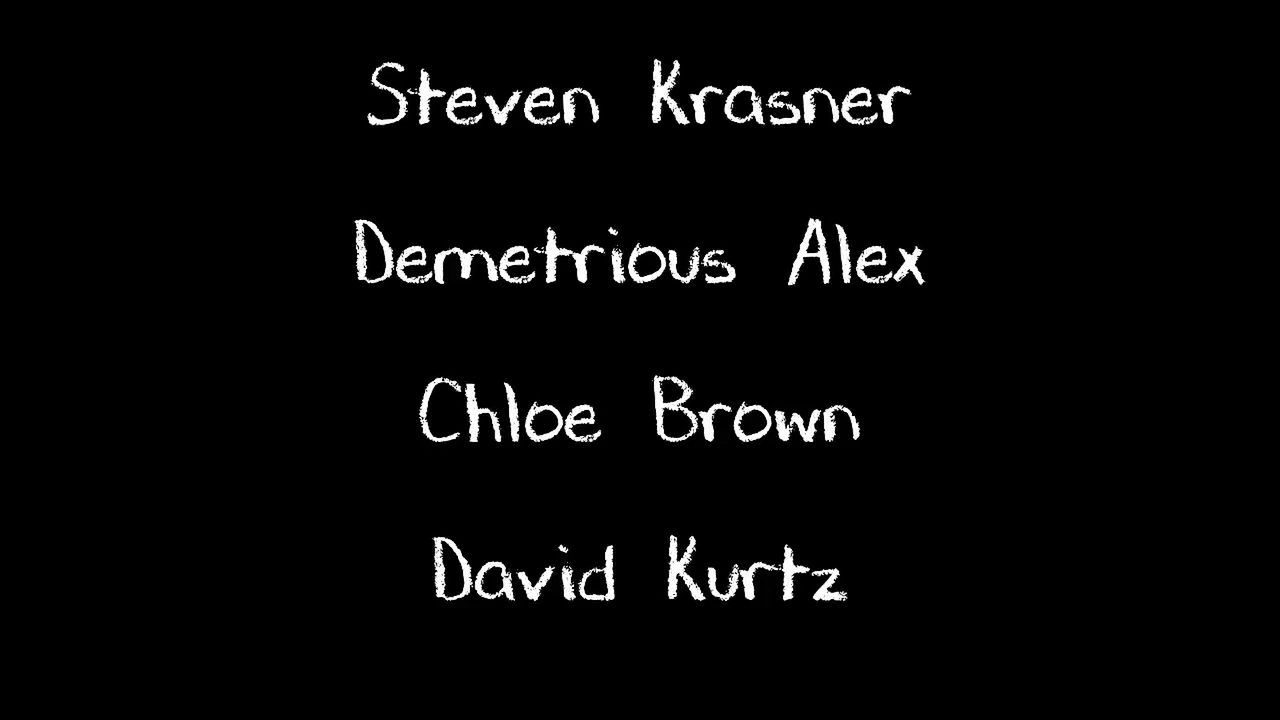 Steven Krasner
Demetrious Alex
Chloe Brown
David Kurtz